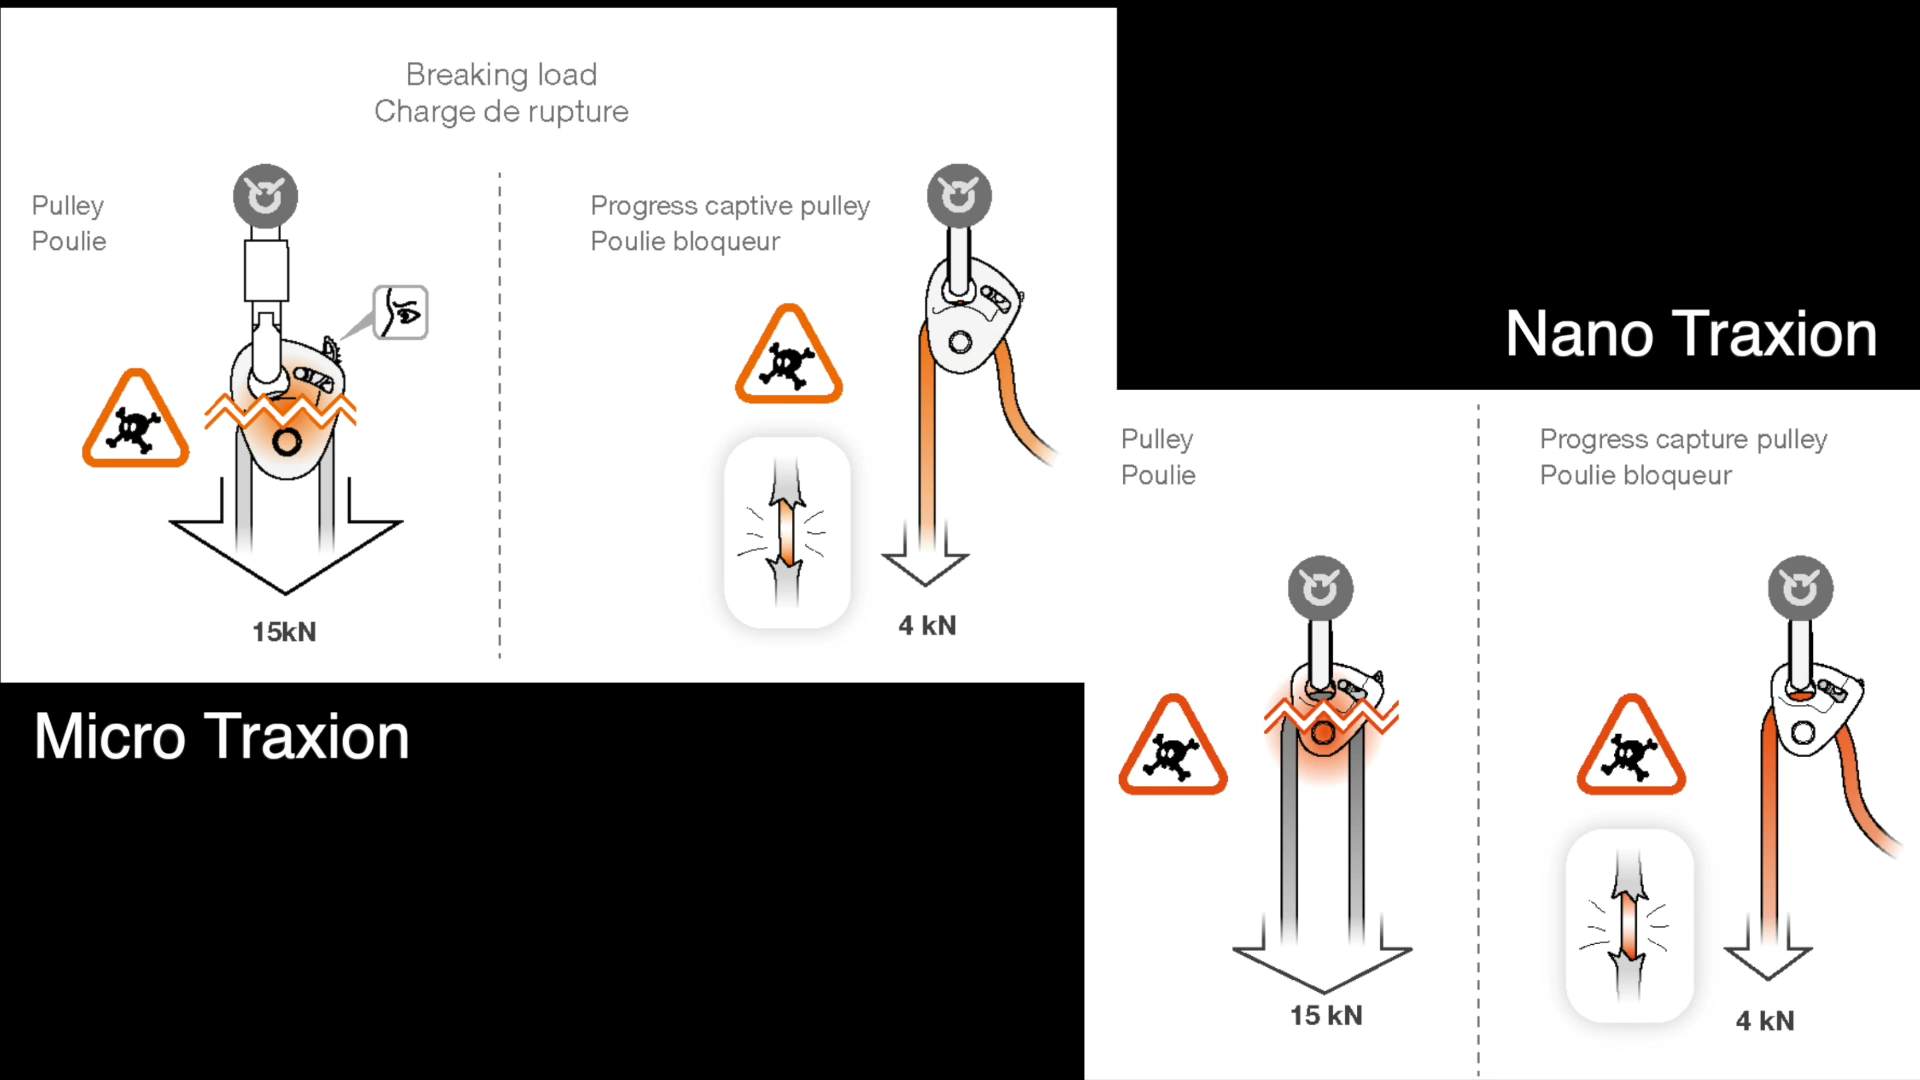 Breaking load
Charge de rupture
Pulley
Poulie
Progress captive pulley
Poulie bloqueur
15kN
4 kN
Micro Traxion
Nano Traxion
Pulley
Poulie
Progress capture pulley
Poulie bloqueur
15 kN
4 kN